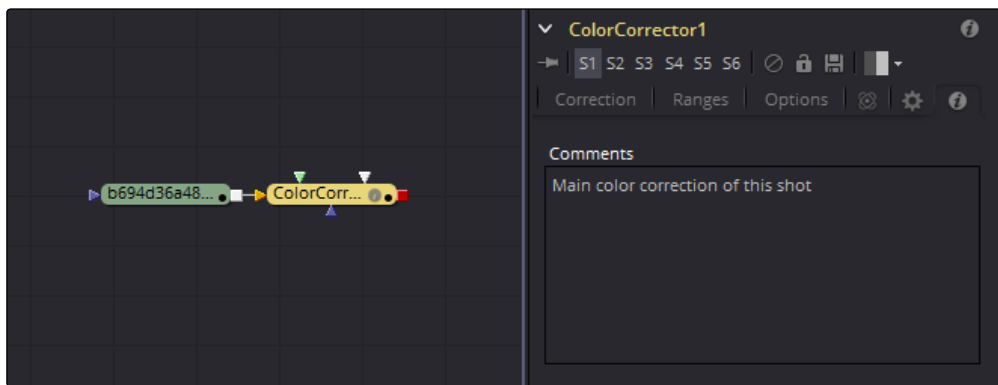 b694d36a48...
ColorCorr...
ColorCorrector1
S1 S2 S3 S4 S5 S6
Correction Ranges Options
Comments
Main color correction of this shot